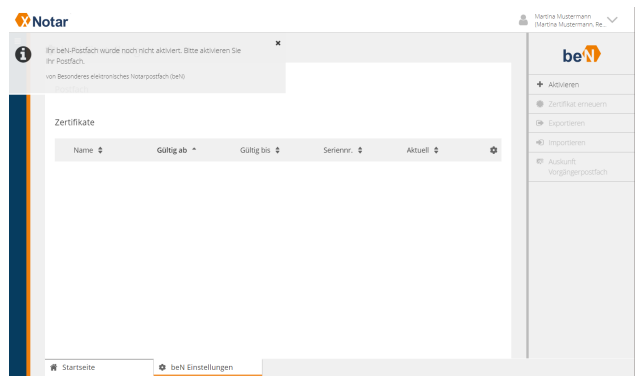 XNotar
Martina Mustermann
(Martina Mustermann, Re...
Ihr beN-Postfach wurde noch nicht aktiviert. Bitte aktivieren Sie
Ihr Postfach.
von Besonderes elektronisches Notarpostfach (beN)
beN
Aktivieren
Zertifikat erneuern
Exportieren
Importieren
Auskunft
Vorgängerpostfach
Zertifikate
Name Gültig ab Gültig bis Seriennr. Aktuell
Startseite beN Einstellungen